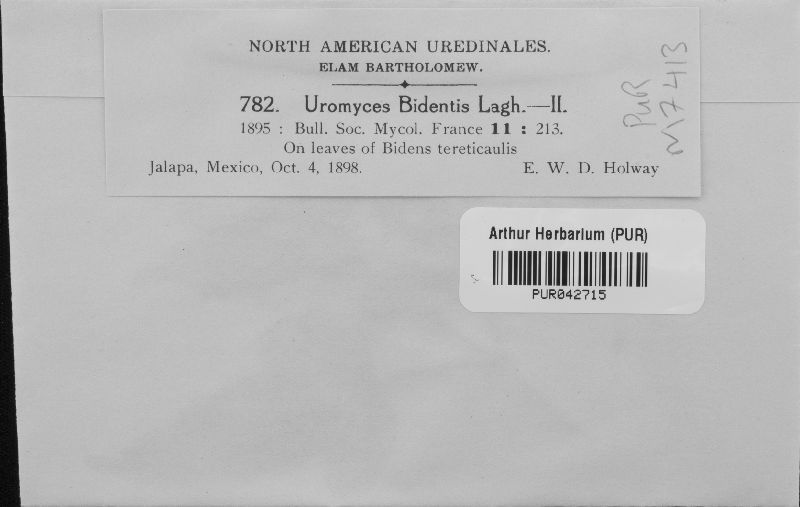 NORTH AMERICAN UREDINALES.
ELAM BARTHOLOMEW.
782. Uromyces Bidentis Lagh.—II.
1895 : Bull. Soc. Mycol. France 11 : 213.
On leaves of Bidens tereticaulis
Jalapa, Mexico, Oct. 4, 1898. E. W. D. Holway
PUR
N7413
Arthur Herbarium (PUR)
PUR042715